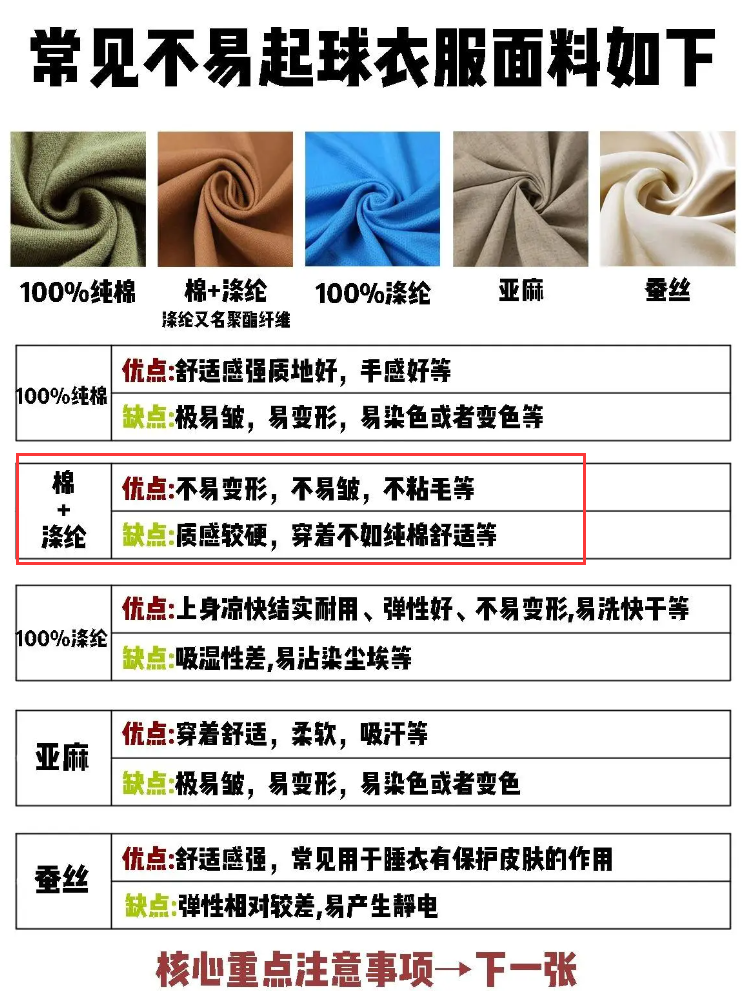 常见不易起球衣服面料如下
100%纯棉
棉+涤纶
涤纶又名聚酯纤维
100%涤纶
亚麻
蚕丝
100%纯棉
优点:舒适感强质地好，手感好等
缺点:极易皱，易变形，易染色或者变色等
棉
+
涤纶
优点:不易变形，不易皱，不粘毛等
缺点:质感较硬，穿着不如纯棉舒适等
100%涤纶
优点:上身凉快结实耐用、弹性好、不易变形,易洗快干等
缺点:吸湿性差,易沾染尘埃等
亚麻
优点:穿着舒适，柔软，吸汗等
缺点:极易皱，易变形，易染色或者变色
蚕丝
优点:舒适感强，常见用于睡衣有保护皮肤的作用
缺点:弹性相对较差,易产生静电
核心重点注意事项→下一张